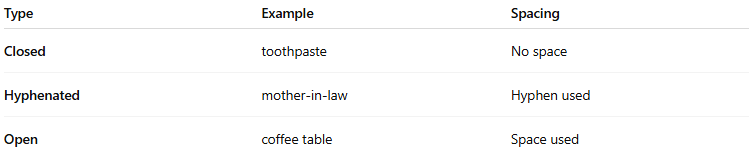 Type Example Spacing
Closed toothpaste No space
Hyphenated mother-in-law Hyphen used
Open coffee table Space used